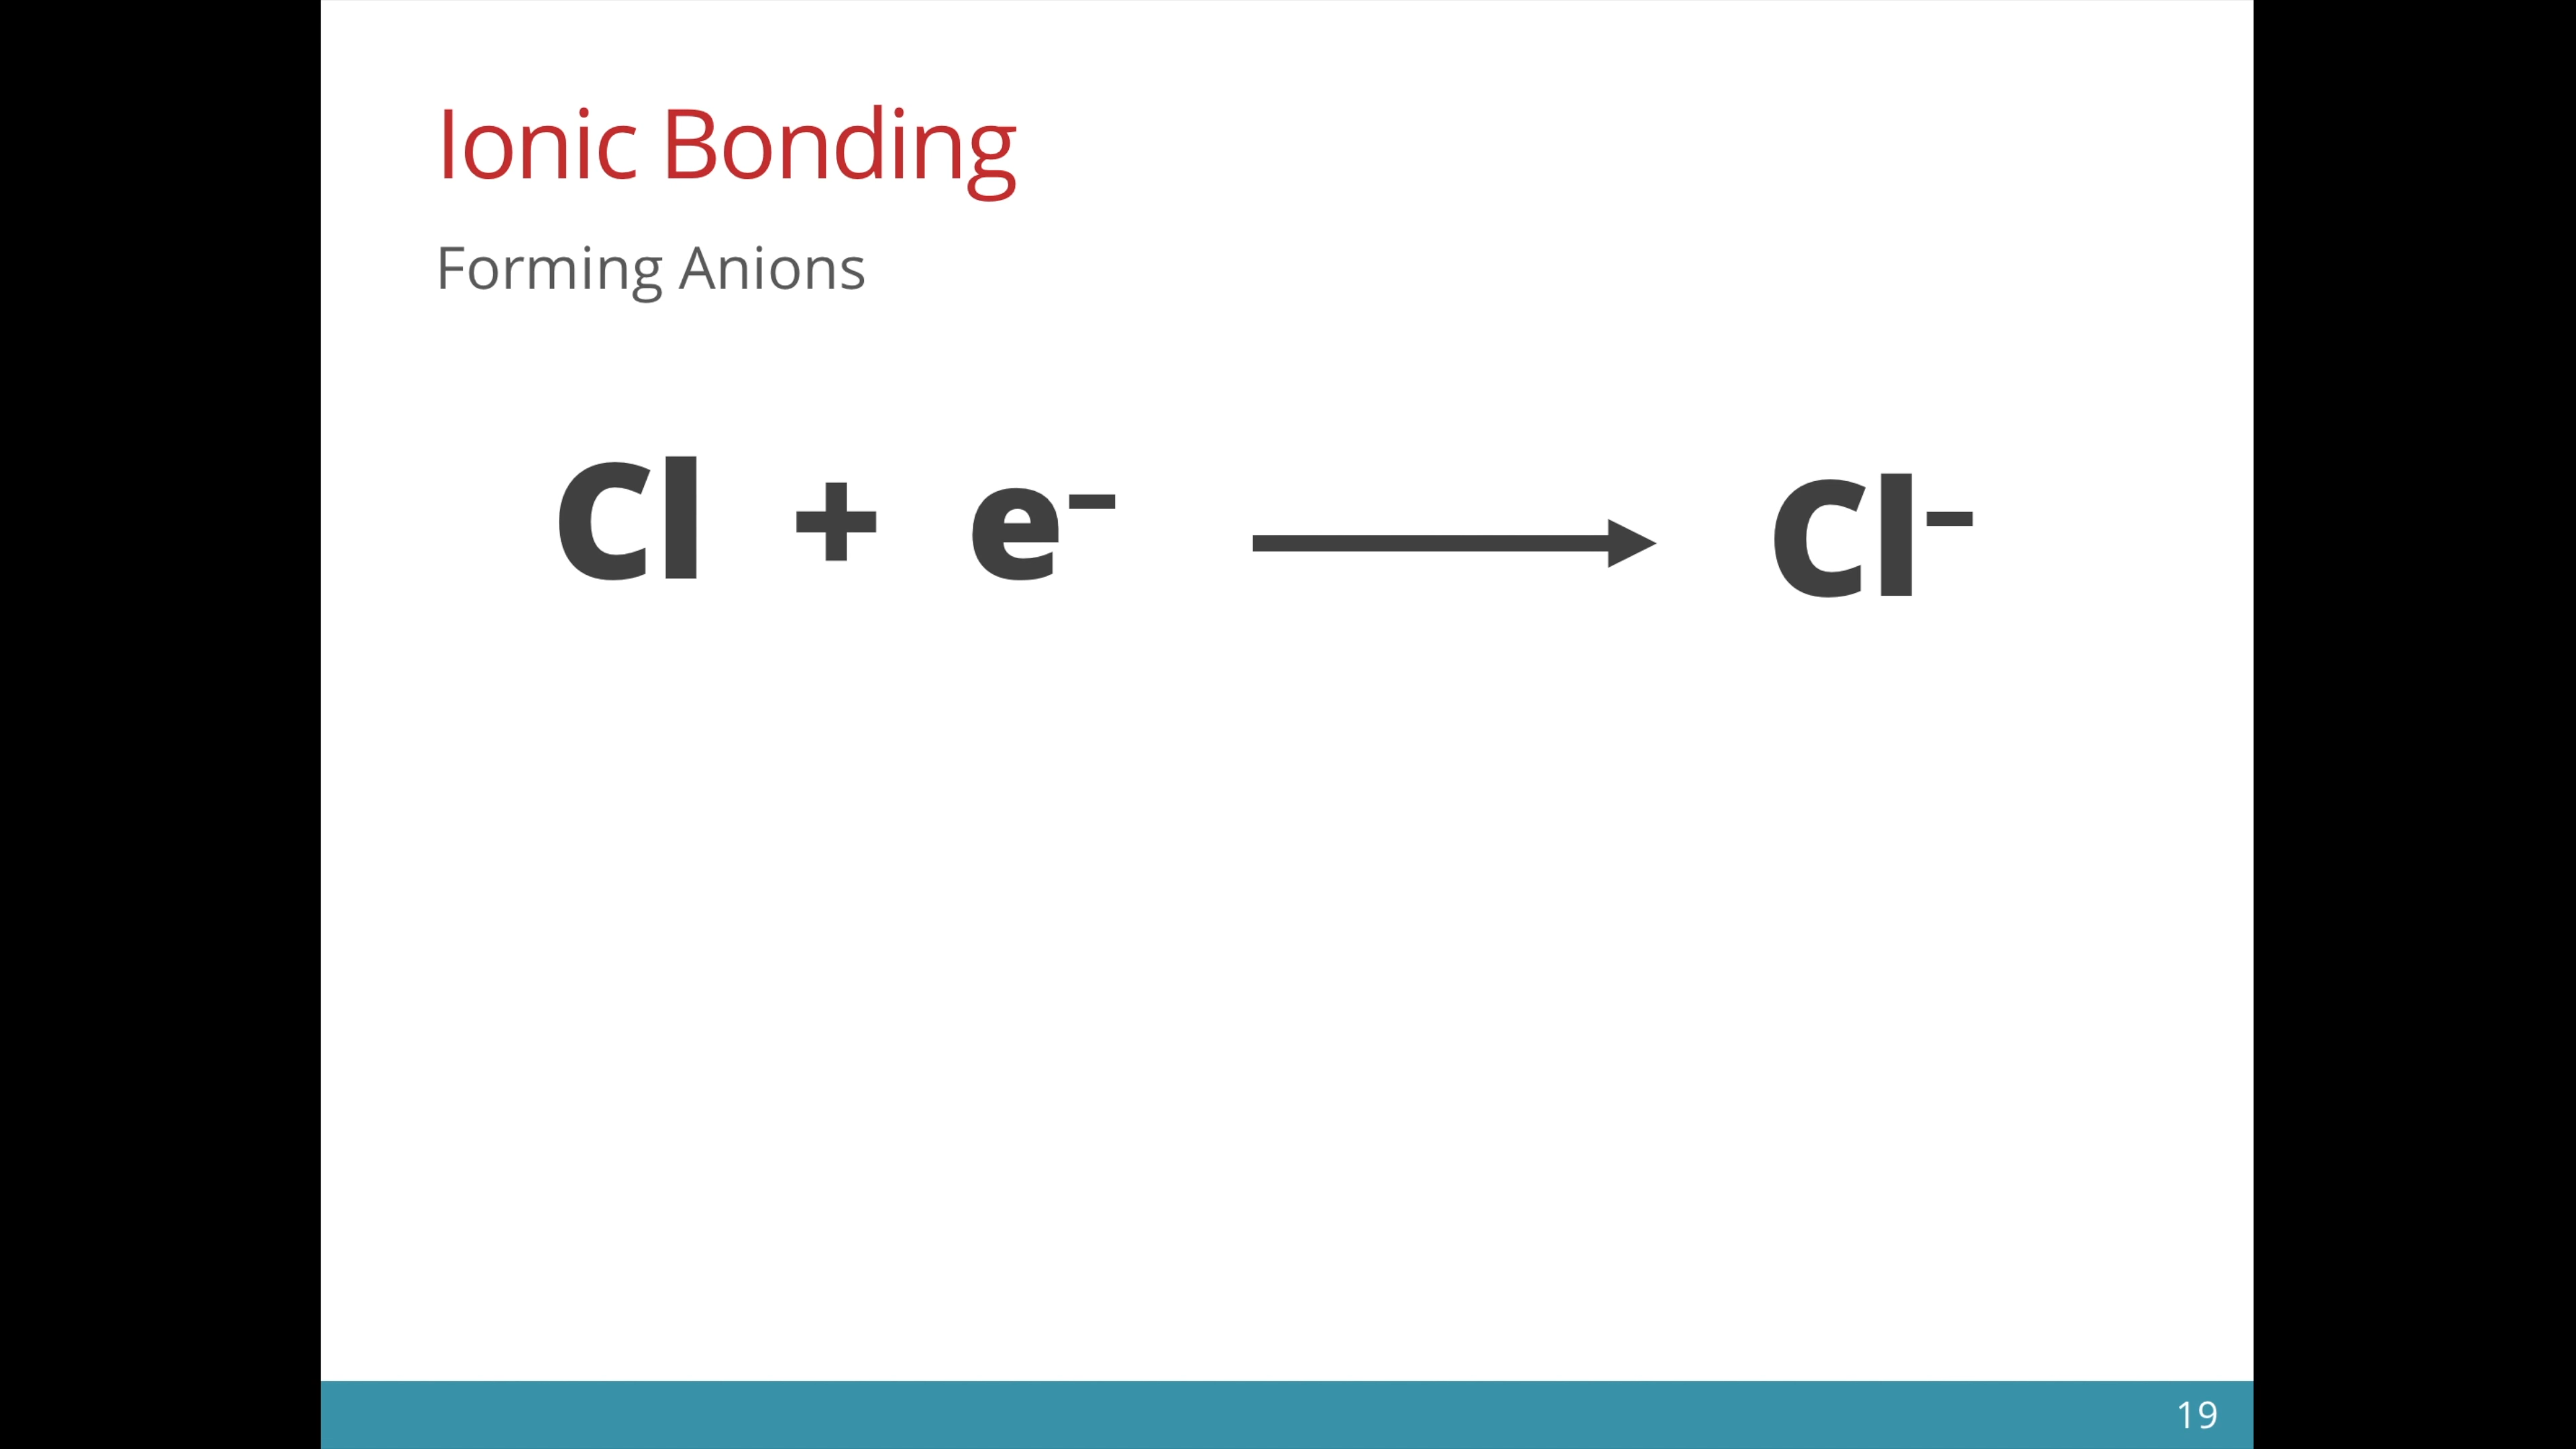 Ionic Bonding
Forming Anions
Cl + e⁻ ⟶ Cl⁻
19